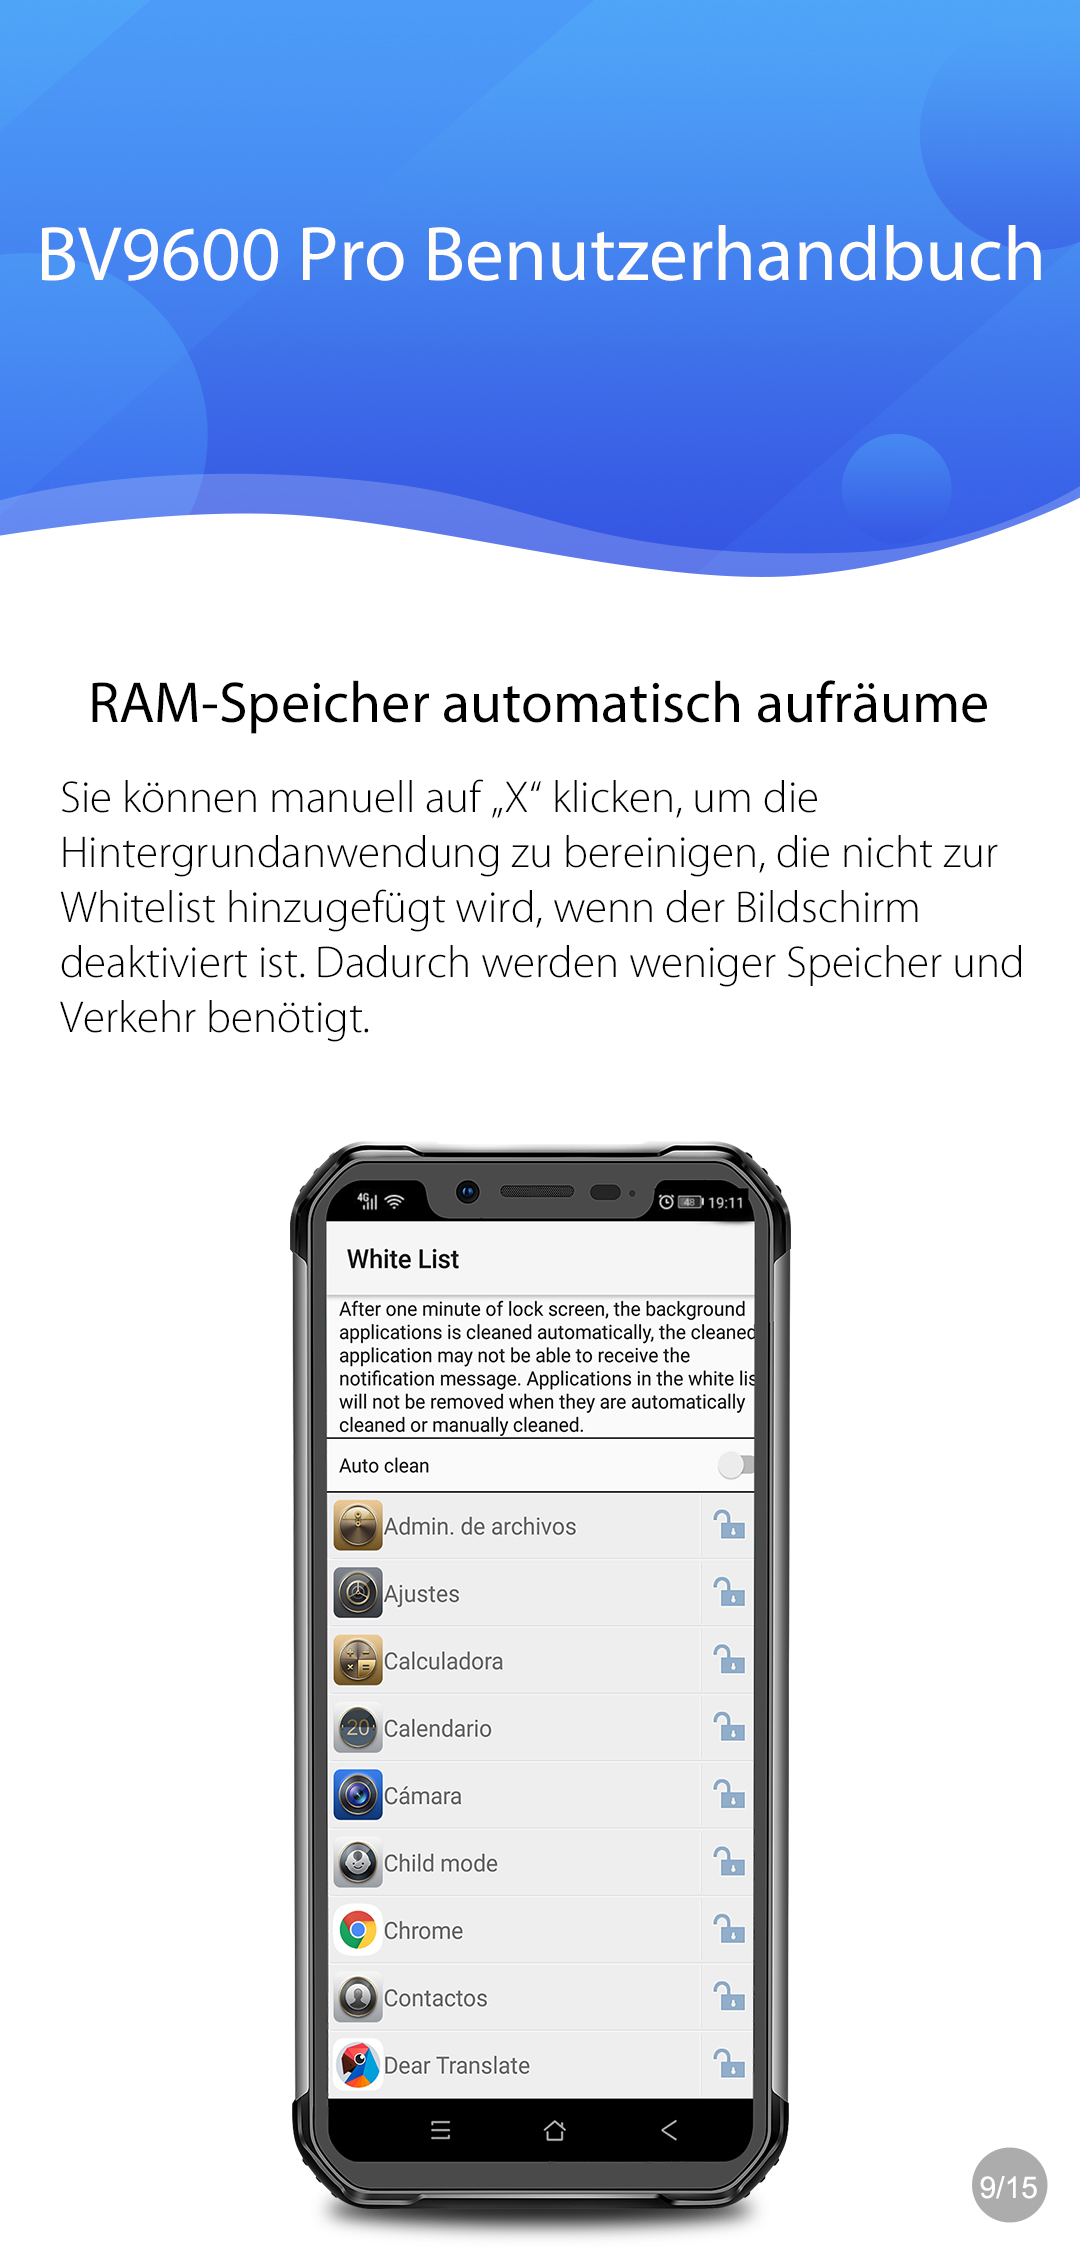 BV9600 Pro Benutzerhandbuch
RAM-Speicher automatisch aufräume
Sie können manuell auf „X“ klicken, um die
Hintergrundanwendung zu bereinigen, die nicht zur
Whitelist hinzugefügt wird, wenn der Bildschirm
deaktiviert ist. Dadurch werden weniger Speicher und
Verkehr benötigt.
4G 48 19:11
White List
After one minute of lock screen, the background
applications is cleaned automatically, the cleaned
application may not be able to receive the
notification message. Applications in the white lis
will not be removed when they are automatically
cleaned or manually cleaned.
Auto clean
Admin. de archivos
Ajustes
Calculadora
20 Calendario
Cámara
Child mode
Chrome
Contactos
Dear Translate
9/15